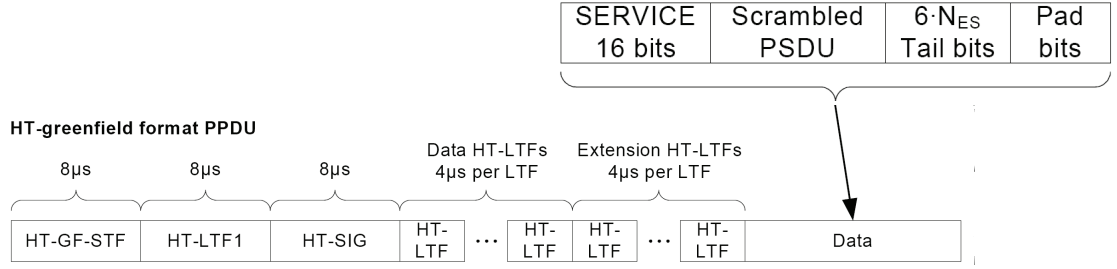 SERVICE Scrambled 6·N_ES Pad
16 bits PSDU Tail bits bits
HT-greenfield format PPDU
Data HT-LTFs Extension HT-LTFs
8µs 8µs 8µs 4µs per LTF 4µs per LTF
HT-GF-STF HT-LTF1 HT-SIG HT-LTF ... HT-LTF HT-LTF ... HT-LTF Data